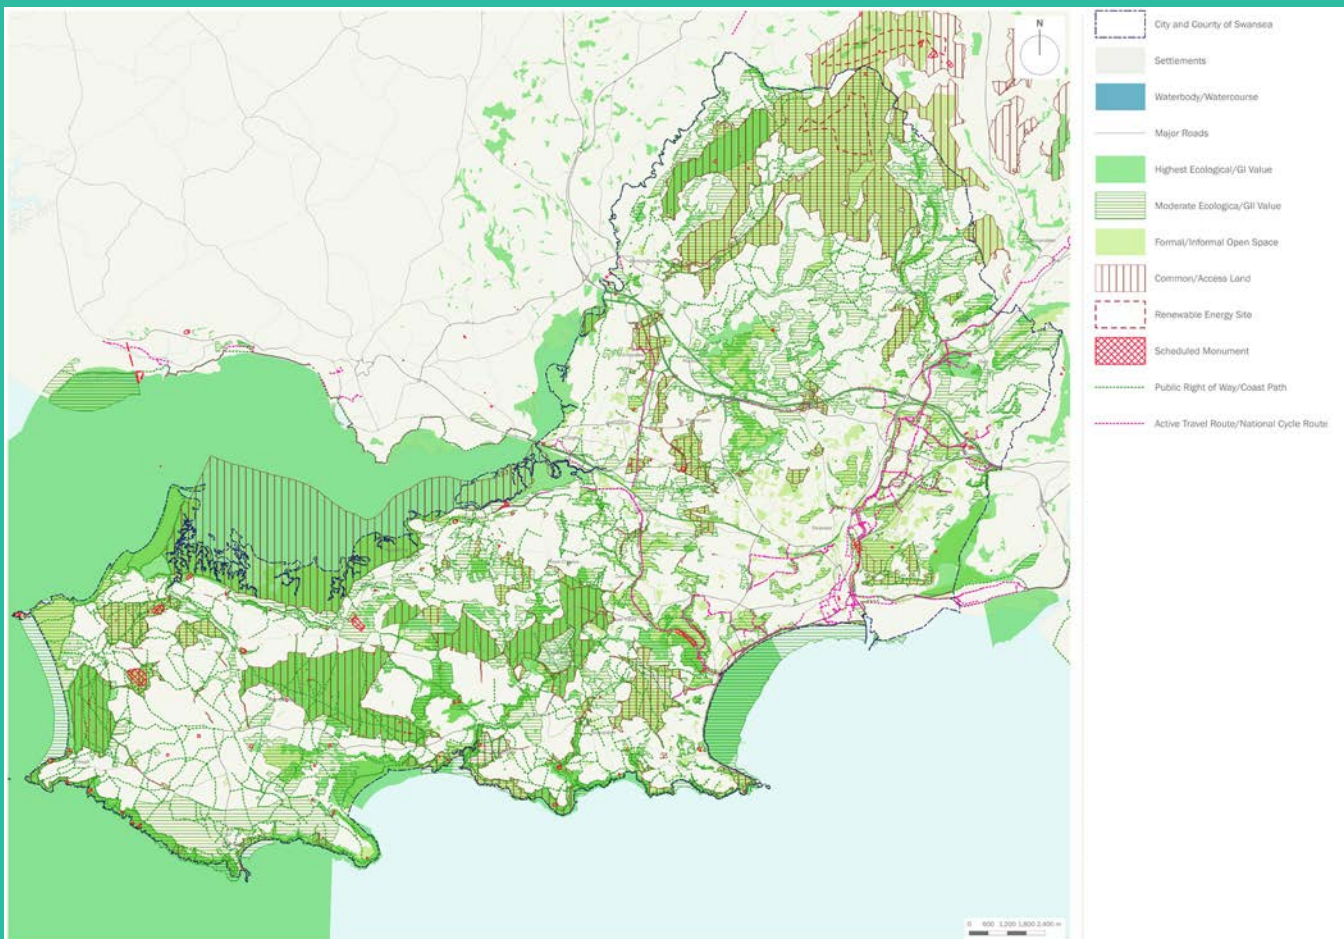 N
City and County of Swansea
Settlements
Waterbody/Watercourse
Major Roads
Highest Ecological/GI Value
Moderate Ecologica/GII Value
Formal/Informal Open Space
Common/Access Land
Renewable Energy Site
Scheduled Monument
Public Right of Way/Coast Path
Active Travel Route/National Cycle Route
Swansea
0 600 1,200 1,800 2,400 m